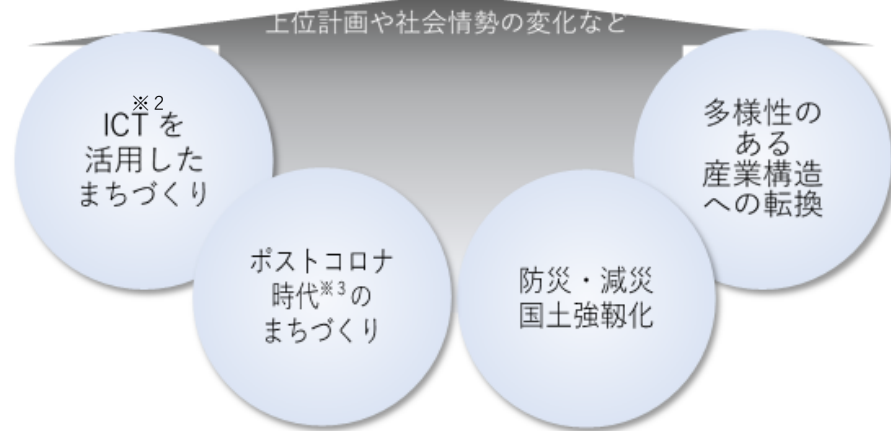 上位計画や社会情勢の変化など
※2
ICT を
活用した
まちづくり
ポストコロナ
時代※3の
まちづくり
防災・減災
国土強靱化
多様性の
ある
産業構造
への転換